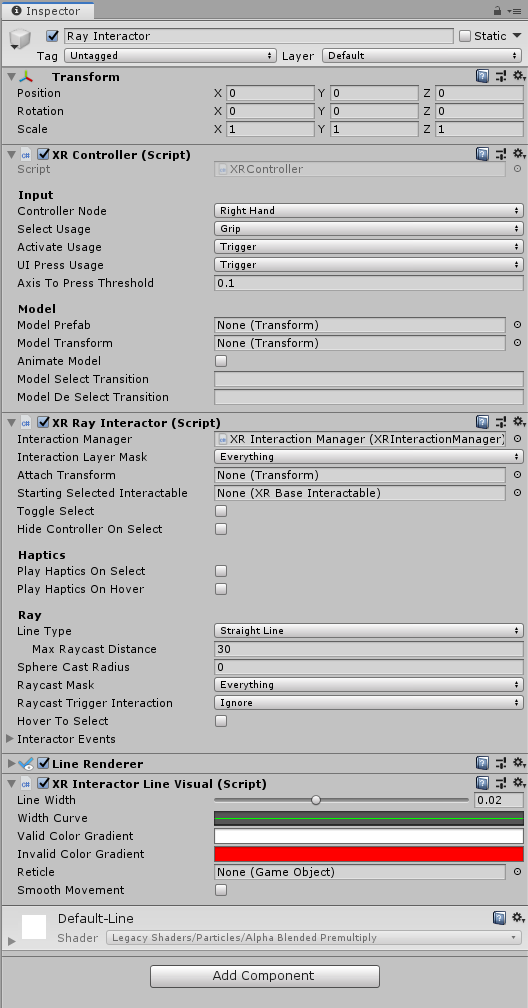 Inspector
Ray Interactor Static
Tag Untagged Layer Default
Transform
Position X 0 Y 0 Z 0
Rotation X 0 Y 0 Z 0
Scale X 1 Y 1 Z 1
XR Controller (Script)
Script XRController
Input
Controller Node Right Hand
Select Usage Grip
Activate Usage Trigger
UI Press Usage Trigger
Axis To Press Threshold 0.1
Model
Model Prefab None (Transform)
Model Transform None (Transform)
Animate Model
Model Select Transition
Model De Select Transition
XR Ray Interactor (Script)
Interaction Manager XR Interaction Manager (XRInteractionManager)
Interaction Layer Mask Everything
Attach Transform None (Transform)
Starting Selected Interactable None (XR Base Interactable)
Toggle Select
Hide Controller On Select
Haptics
Play Haptics On Select
Play Haptics On Hover
Ray
Line Type Straight Line
Max Raycast Distance 30
Sphere Cast Radius 0
Raycast Mask Everything
Raycast Trigger Interaction Ignore
Hover To Select
Interactor Events
Line Renderer
XR Interactor Line Visual (Script)
Line Width 0.02
Width Curve
Valid Color Gradient
Invalid Color Gradient
Reticle None (Game Object)
Smooth Movement
Default-Line
Shader Legacy Shaders/Particles/Alpha Blended Premultiply
Add Component